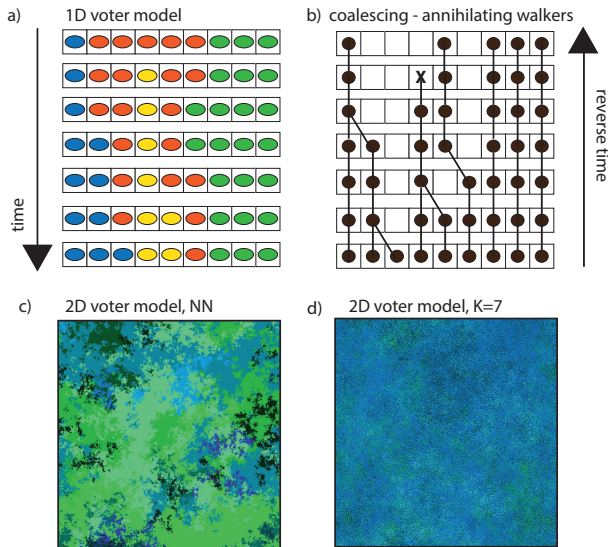 a) 1D voter model
b) coalescing - annihilating walkers
time
X
reverse time
c) 2D voter model, NN
d) 2D voter model, K=7